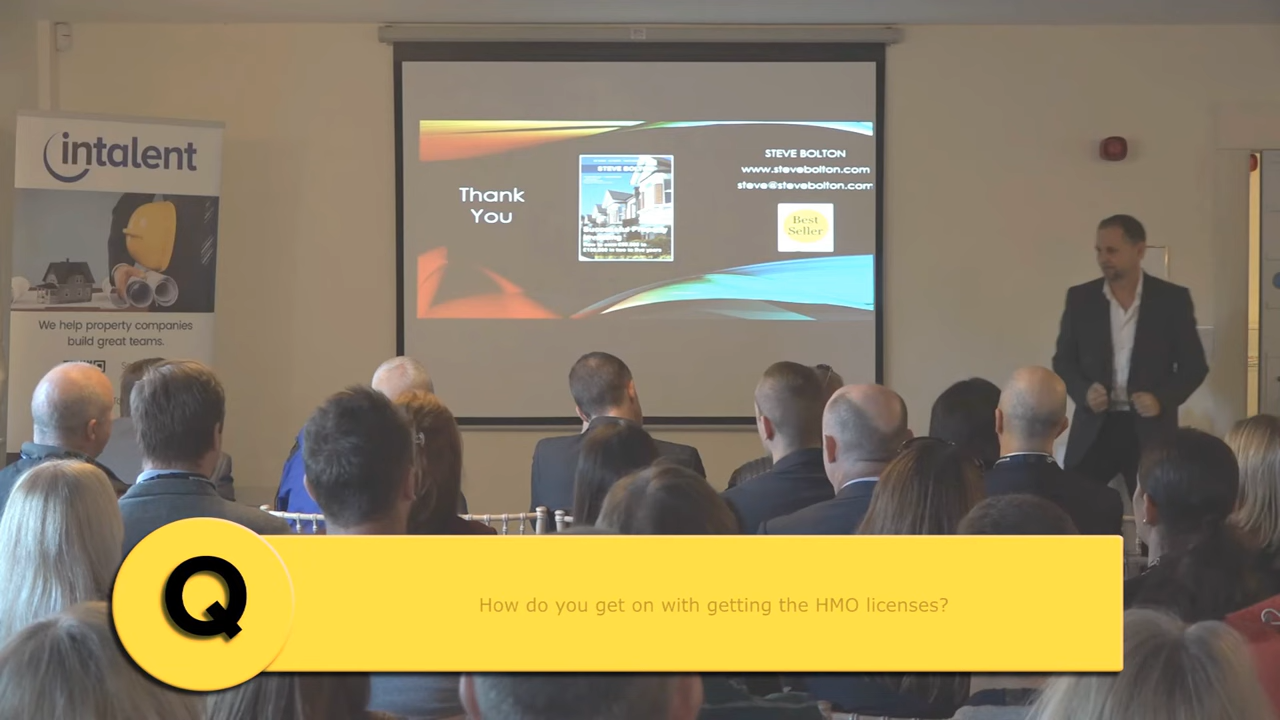 intalent
We help property companies
build great teams.
Thank
You
STEVE BOLTON
www.stevebolton.com
steve@stevebolton.com
Best
Seller
Q
How do you get on with getting the HMO licenses?